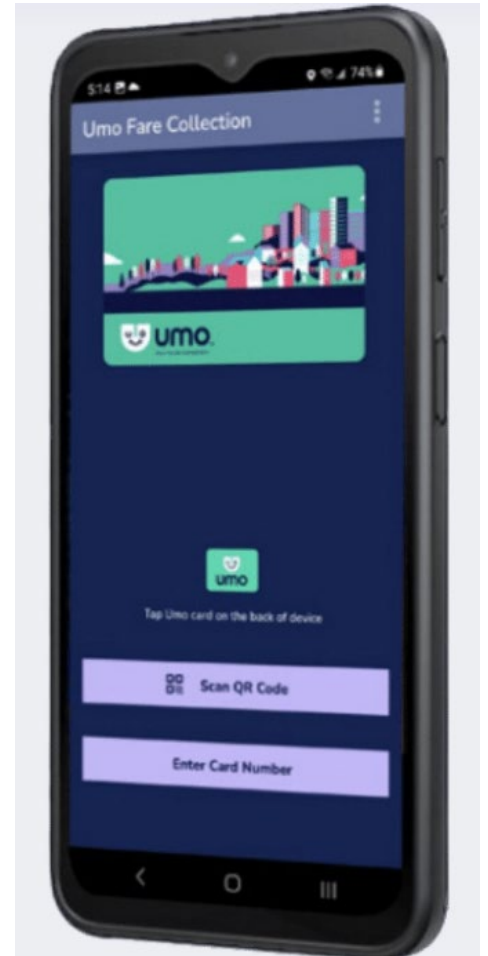 5:14
74%
Umo Fare Collection
umo.
umo
Tap Umo card on the back of device
Scan QR Code
Enter Card Number